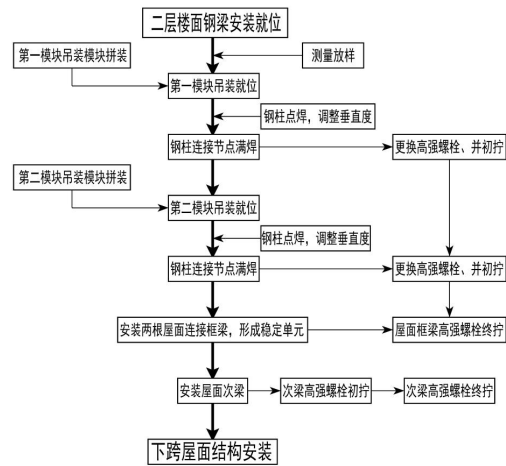 二层楼面钢梁安装就位
第一模块吊装模块拼装
测量放样
第一模块吊装就位
钢柱点焊，调整垂直度
钢柱连接节点满焊
更换高强螺栓、并初拧
第二模块吊装模块拼装
第二模块吊装就位
钢柱点焊，调整垂直度
钢柱连接节点满焊
更换高强螺栓、并初拧
安装两根屋面连接框梁，形成稳定单元
屋面框梁高强螺栓终拧
安装屋面次梁
次梁高强螺栓初拧
次梁高强螺栓终拧
下跨屋面结构安装